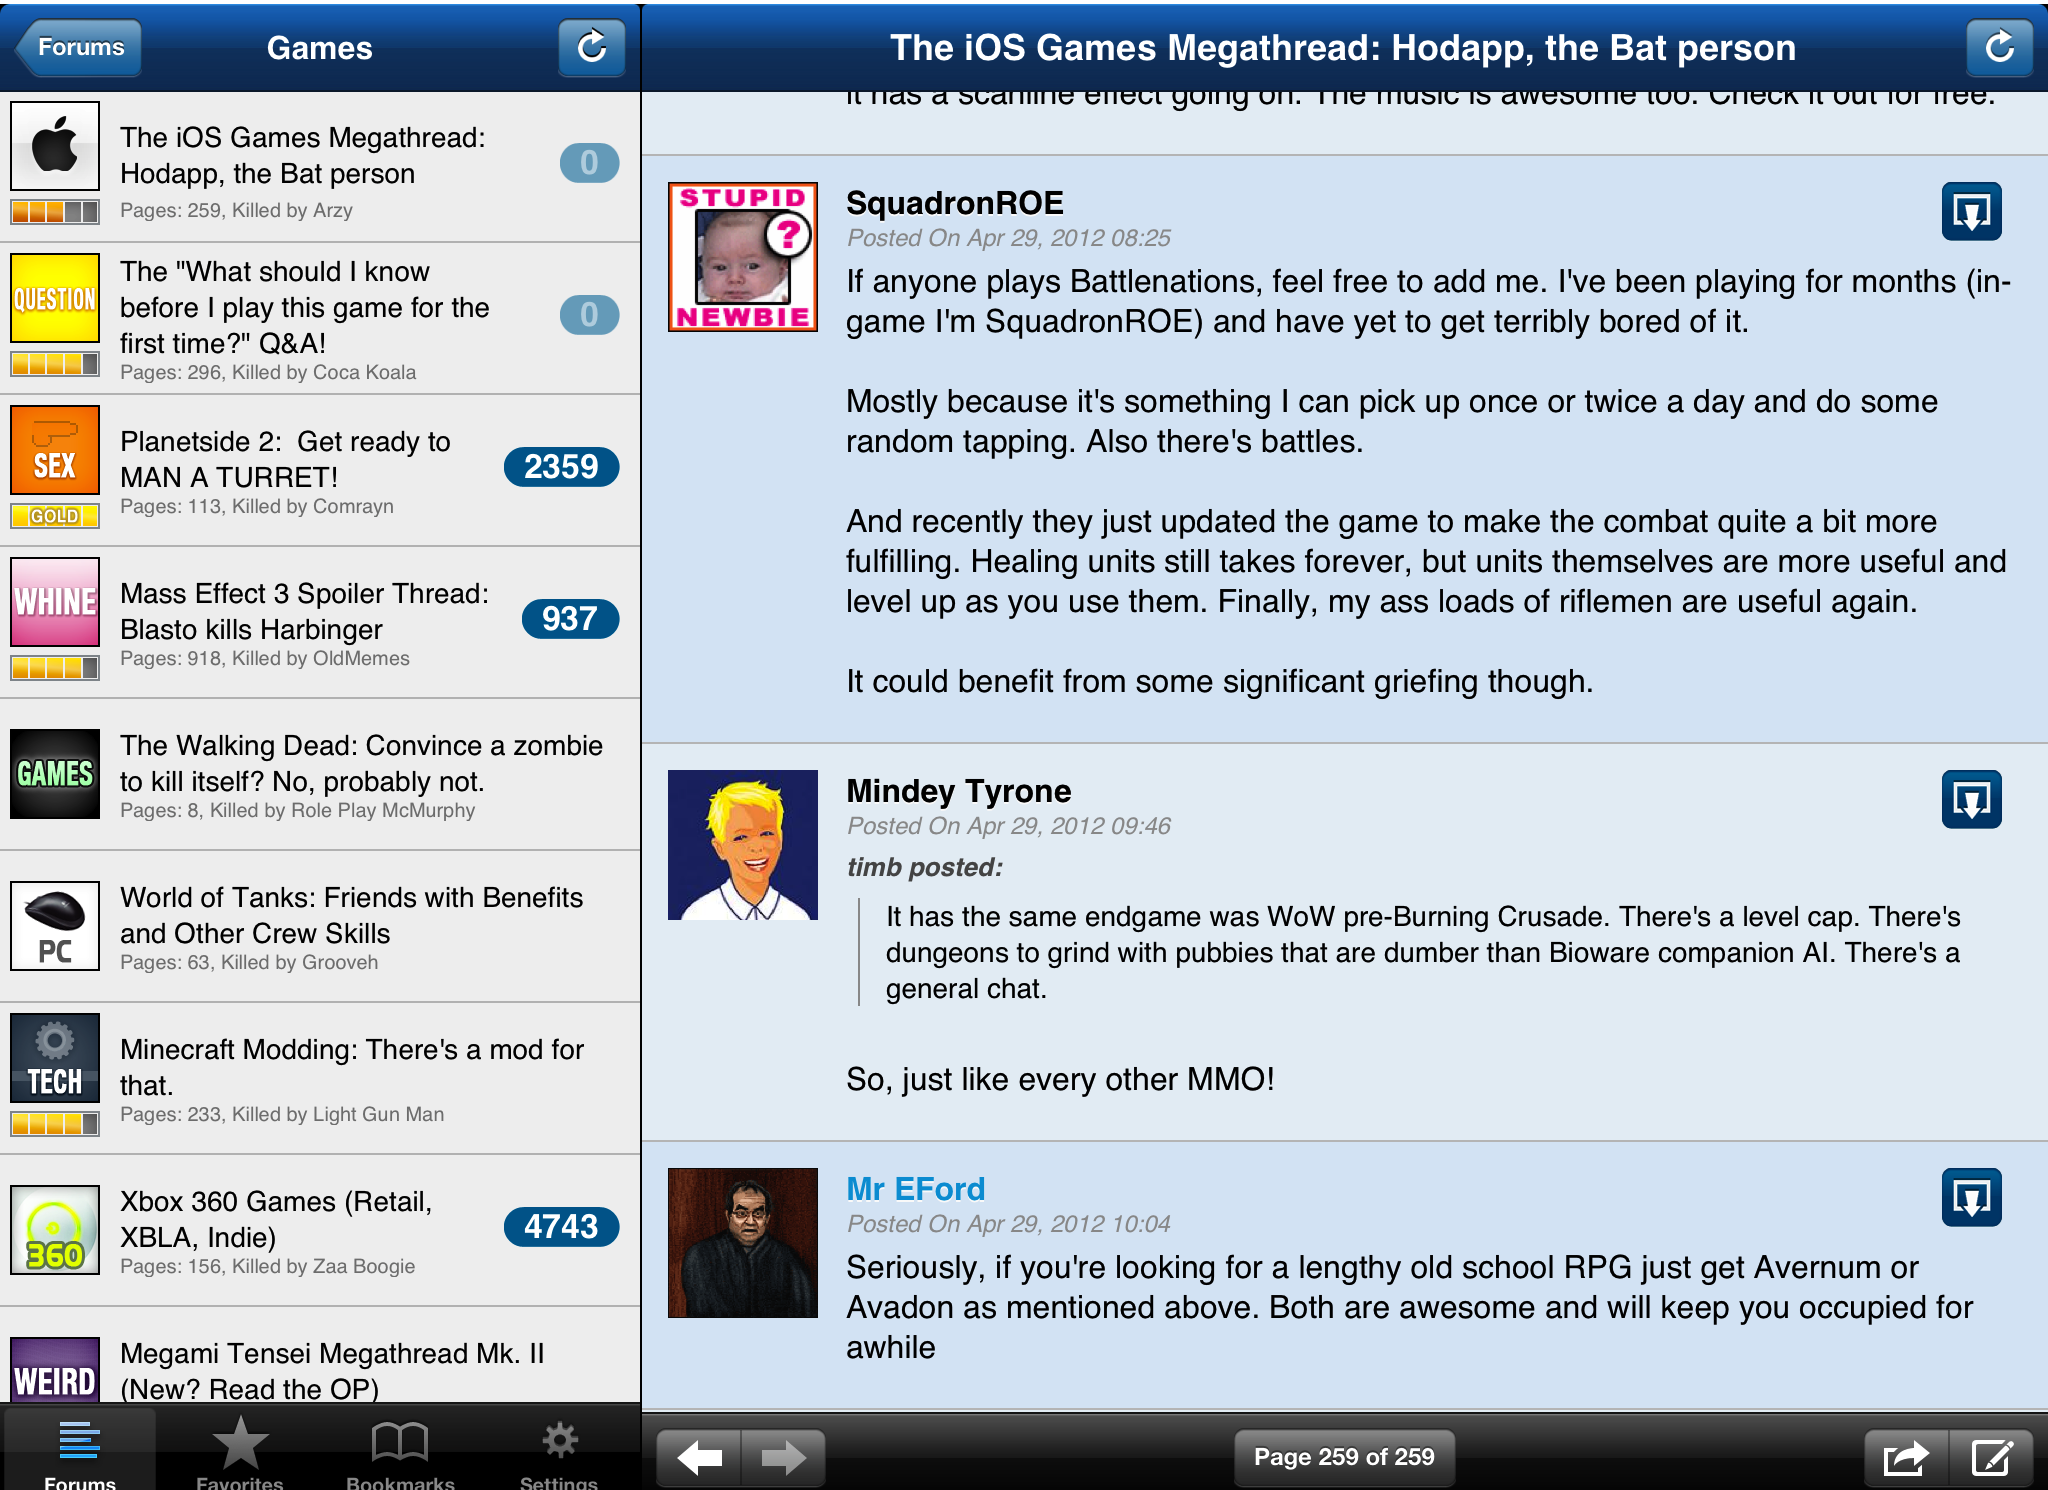 Forums
Games
The iOS Games Megathread:
Hodapp, the Bat person
Pages: 259, Killed by Arzy
0
QUESTION
The "What should I know
before I play this game for the
first time?" Q&A!
Pages: 296, Killed by Coca Koala
0
SEX
GOLD
Planetside 2:  Get ready to
MAN A TURRET!
Pages: 113, Killed by Comrayn
2359
WHINE
Mass Effect 3 Spoiler Thread:
Blasto kills Harbinger
Pages: 918, Killed by OldMemes
937
GAMES
The Walking Dead: Convince a zombie
to kill itself? No, probably not.
Pages: 8, Killed by Role Play McMurphy
PC
World of Tanks: Friends with Benefits
and Other Crew Skills
Pages: 63, Killed by Grooveh
TECH
Minecraft Modding: There's a mod for
that.
Pages: 233, Killed by Light Gun Man
360
Xbox 360 Games (Retail,
XBLA, Indie)
Pages: 156, Killed by Zaa Boogie
4743
WEIRD
Megami Tensei Megathread Mk. II
(New? Read the OP)
Forums
Favorites
Bookmarks
Settings
The iOS Games Megathread: Hodapp, the Bat person
It has a scanline effect going on. The music is awesome too. Check it out for free.
STUPID
?
NEWBIE
SquadronROE
Posted On Apr 29, 2012 08:25
If anyone plays Battlenations, feel free to add me. I've been playing for months (in-
game I'm SquadronROE) and have yet to get terribly bored of it.
Mostly because it's something I can pick up once or twice a day and do some
random tapping. Also there's battles.
And recently they just updated the game to make the combat quite a bit more
fulfilling. Healing units still takes forever, but units themselves are more useful and
level up as you use them. Finally, my ass loads of riflemen are useful again.
It could benefit from some significant griefing though.
Mindey Tyrone
Posted On Apr 29, 2012 09:46
timb posted:
It has the same endgame was WoW pre-Burning Crusade. There's a level cap. There's
dungeons to grind with pubbies that are dumber than Bioware companion AI. There's a
general chat.
So, just like every other MMO!
Mr EFord
Posted On Apr 29, 2012 10:04
Seriously, if you're looking for a lengthy old school RPG just get Avernum or
Avadon as mentioned above. Both are awesome and will keep you occupied for
awhile
Page 259 of 259